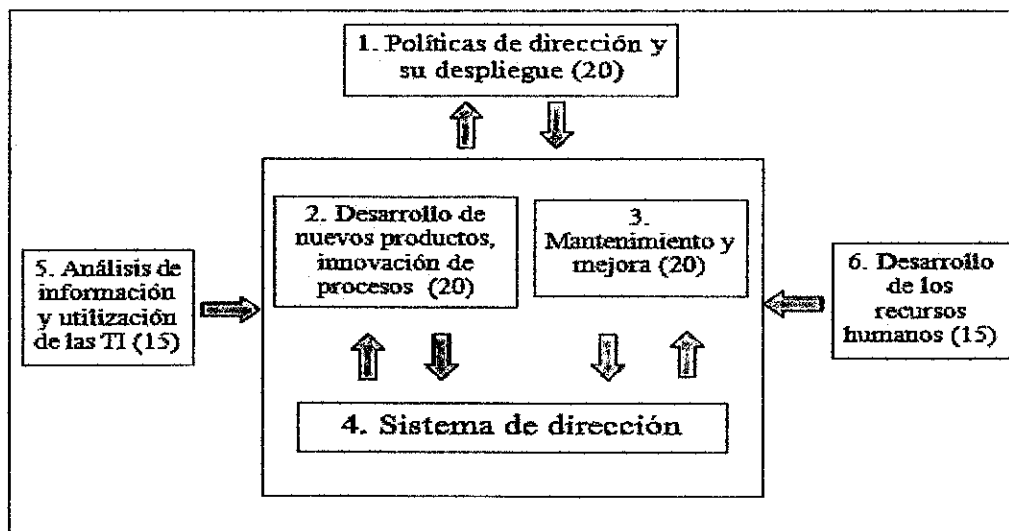 1. Políticas de dirección y
su despliegue (20)
2. Desarrollo de
nuevos productos,
innovación de
procesos (20)
3.
Mantenimiento y
mejora (20)
5. Análisis de
información
y utilización
de las TI (15)
6. Desarrollo
de los
recursos
humanos (15)
4. Sistema de dirección